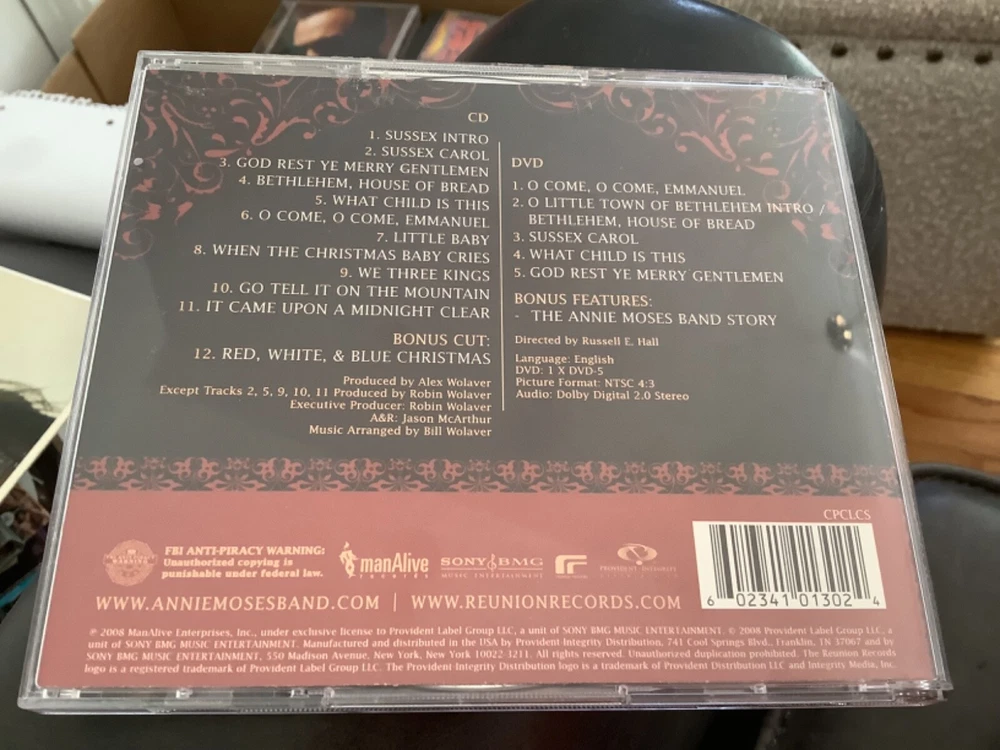 CD
1. SUSSEX INTRO
2. SUSSEX CAROL
3. GOD REST YE MERRY GENTLEMEN
4. BETHLEHEM, HOUSE OF BREAD
5. WHAT CHILD IS THIS
6. O COME, O COME, EMMANUEL
7. LITTLE BABY
8. WHEN THE CHRISTMAS BABY CRIES
9. WE THREE KINGS
10. GO TELL IT ON THE MOUNTAIN
11. IT CAME UPON A MIDNIGHT CLEAR
BONUS CUT:
12. RED, WHITE, & BLUE CHRISTMAS
Produced by Alex Wolaver
Except Tracks 2, 5, 9, 10, 11 Produced by Robin Wolaver
Executive Producer: Robin Wolaver
A&R: Jason McArthur
Music Arranged by Bill Wolaver
DVD
1. O COME, O COME, EMMANUEL
2. O LITTLE TOWN OF BETHLEHEM INTRO /
BETHLEHEM, HOUSE OF BREAD
3. SUSSEX CAROL
4. WHAT CHILD IS THIS
5. GOD REST YE MERRY GENTLEMEN
BONUS FEATURES:
- THE ANNIE MOSES BAND STORY
Directed by Russell E. Hall
Language: English
DVD: 1 X DVD-5
Picture Format: NTSC 4:3
Audio: Dolby Digital 2.0 Stereo
CPCLCS
FBI ANTI-PIRACY WARNING:
Unauthorized copying is
punishable under federal law.
manAlive
records
SONY BMG
MUSIC ENTERTAINMENT
PROVIDENT-INTEGRITY
6 02341 01302 4
WWW.ANNIEMOSESBAND.COM | WWW.REUNIONRECORDS.COM
℗ 2008 ManAlive Enterprises, Inc., under exclusive license to Provident Label Group LLC, a unit of SONY BMG MUSIC ENTERTAINMENT. © 2008 Provident Label Group LLC, a
unit of SONY BMG MUSIC ENTERTAINMENT. Manufactured and distributed in the USA by Provident Integrity Distribution, 741 Cool Springs Blvd., Franklin, TN 37067 and by
SONY BMG MUSIC ENTERTAINMENT, 550 Madison Avenue, New York, New York 10022-3211. All rights reserved. Unauthorized duplication prohibited. The Reunion Records
logo is a registered trademark of Provident Label Group LLC. The Provident Integrity Distribution logo is a trademark of Provident Distribution LLC and Integrity Media, Inc.